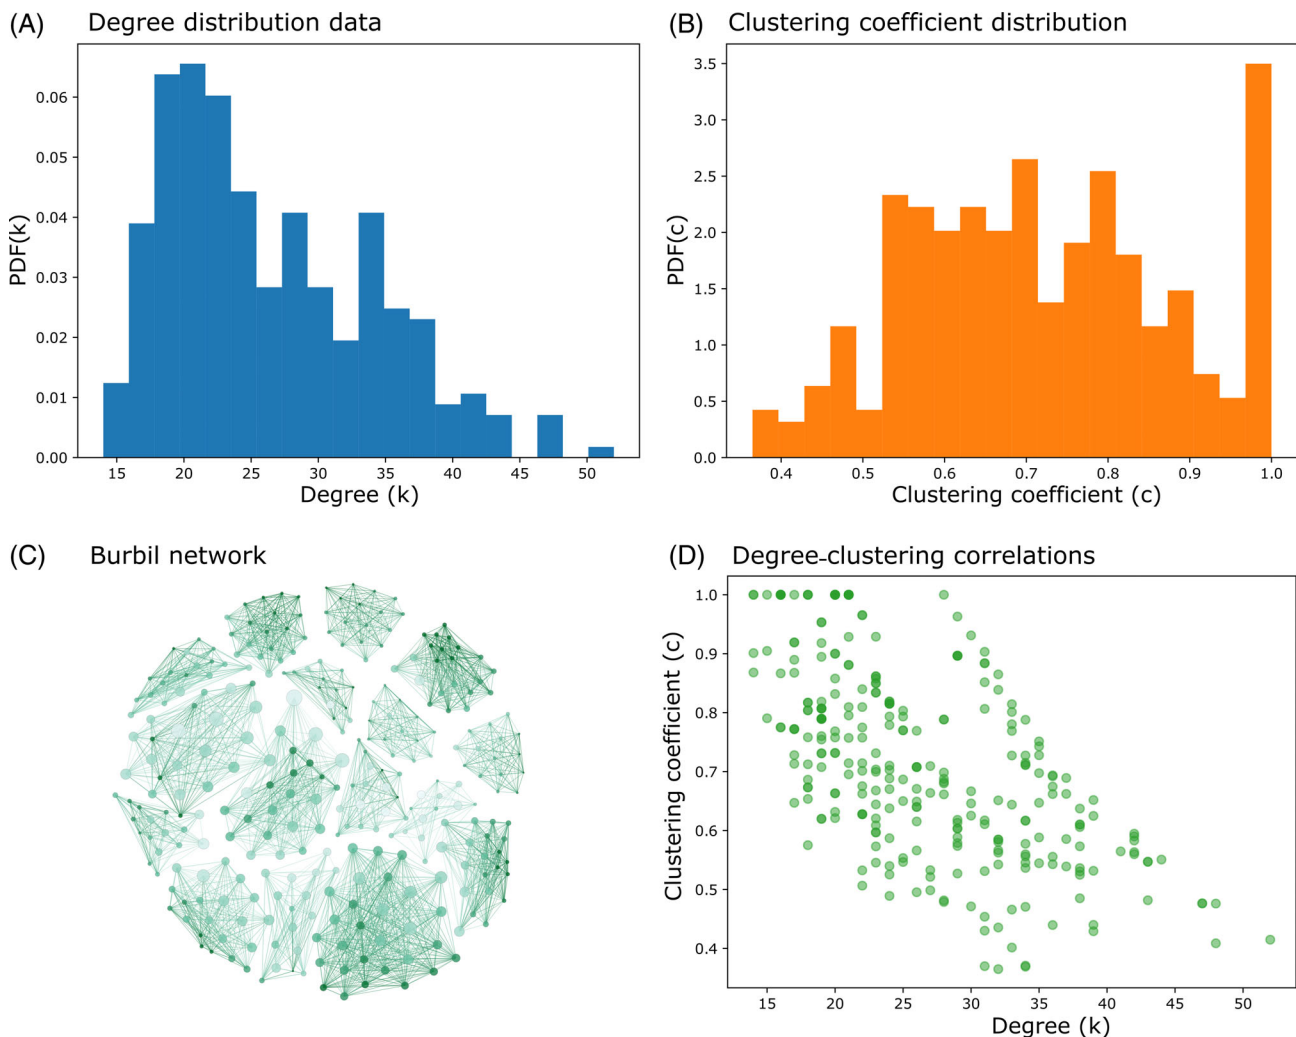 (A) Degree distribution data
PDF(k)
0.06
0.05
0.04
0.03
0.02
0.01
0.00
15 20 25 30 35 40 45 50
Degree (k)
(B) Clustering coefficient distribution
PDF(c)
3.5
3.0
2.5
2.0
1.5
1.0
0.5
0.0
0.4 0.5 0.6 0.7 0.8 0.9 1.0
Clustering coefficient (c)
(C) Burbil network
(D) Degree-clustering correlations
Clustering coefficient (c)
1.0
0.9
0.8
0.7
0.6
0.5
0.4
15 20 25 30 35 40 45 50
Degree (k)